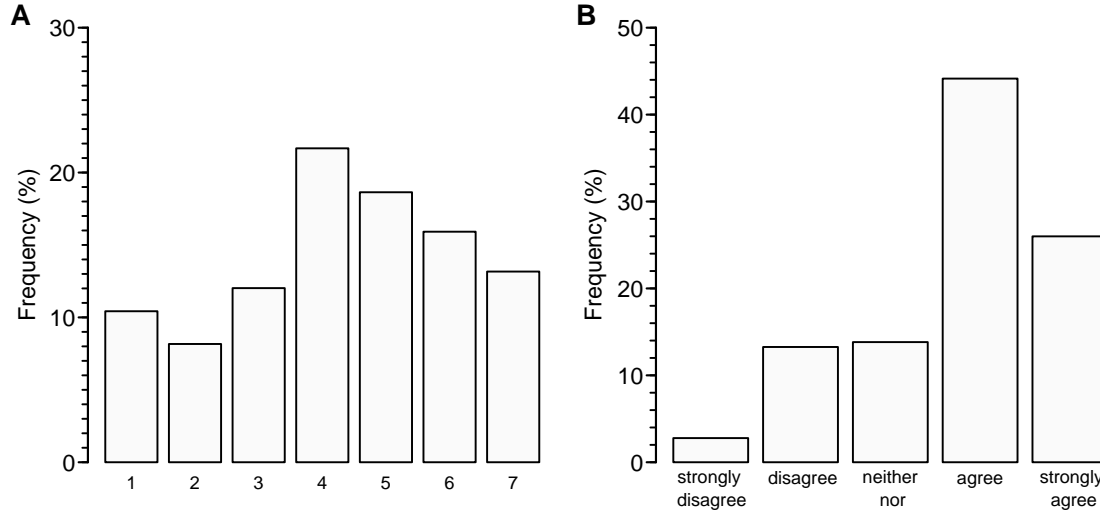 A
B
Frequency (%)
30
20
10
0
1 2 3 4 5 6 7
Frequency (%)
50
40
30
20
10
0
strongly disagree neither agree strongly
disagree nor agree